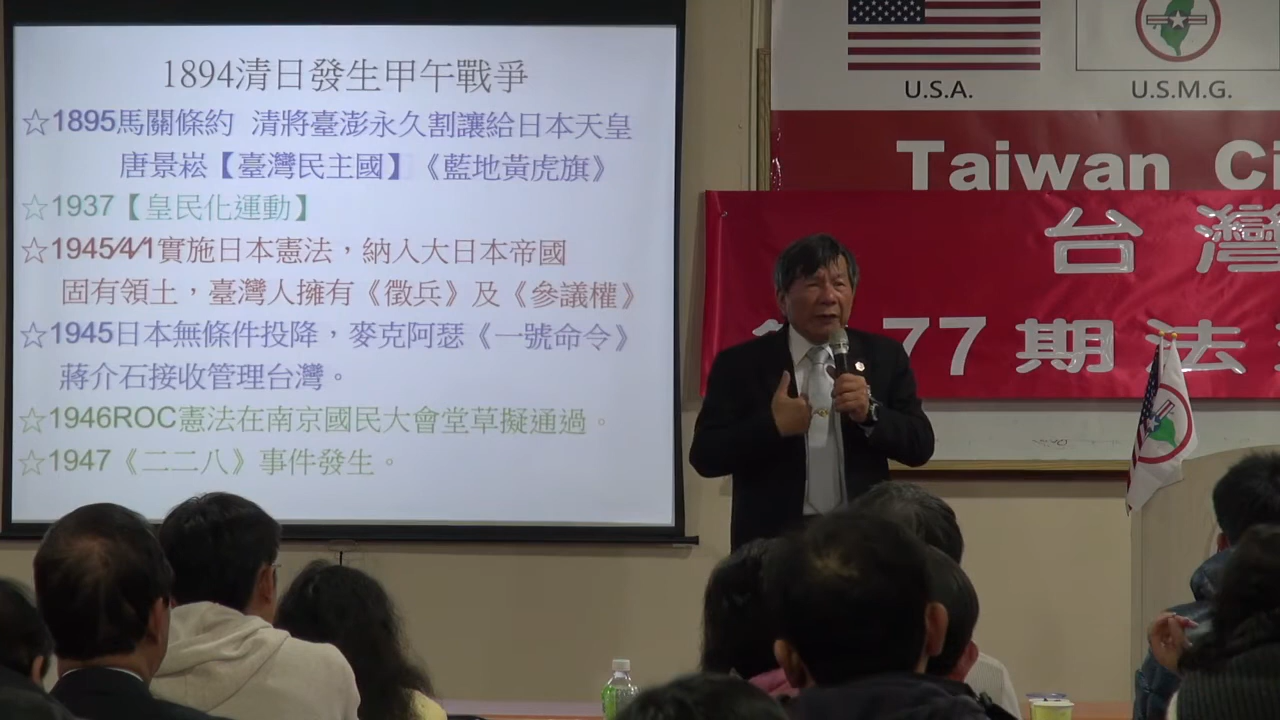 1894清日發生甲午戰爭
☆1895馬關條約 清將臺澎永久割讓給日本天皇
唐景崧【臺灣民主國】《藍地黃虎旗》
☆1937【皇民化運動】
☆1945/4/1實施日本憲法，納入大日本帝國
固有領土，臺灣人擁有《徵兵》及《參議權》
☆1945日本無條件投降，麥克阿瑟《一號命令》
蔣介石接收管理台灣。
☆1946ROC憲法在南京國民大會堂草擬通過。
☆1947《二二八》事件發生。
U.S.A.
U.S.M.G.
Taiwan Ci
台灣
77期法